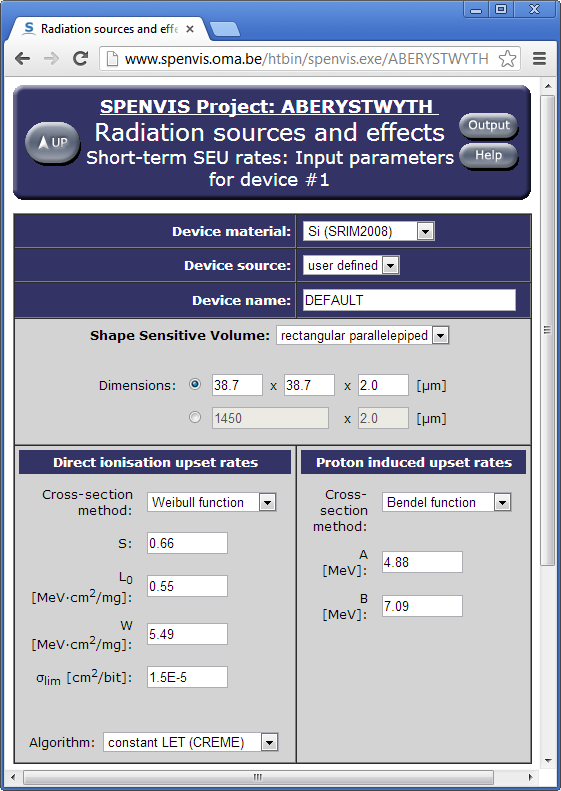 Radiation sources and effe
www.spenvis.oma.be/htbin/spenvis.exe/ABERYSTWYTH
UP
SPENVIS Project: ABERYSTWYTH
Radiation sources and effects
Short-term SEU rates: Input parameters
for device #1
Output
Help
Device material: Si (SRIM2008)
Device source: user defined
Device name: DEFAULT
Shape Sensitive Volume: rectangular parallelepiped
Dimensions: 38.7 x 38.7 x 2.0 [µm]
1450 x 2.0 [µm]
Direct ionisation upset rates
Cross-section
method: Weibull function
S: 0.66
L0
[MeV·cm²/mg]: 0.55
W
[MeV·cm²/mg]: 5.49
σlim [cm²/bit]: 1.5E-5
Algorithm: constant LET (CREME)
Proton induced upset rates
Cross-
section
method: Bendel function
A
[MeV]: 4.88
B
[MeV]: 7.09